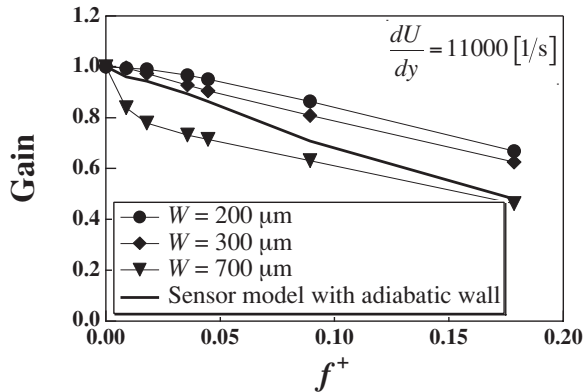 dU/dy = 11000 [1/s]
1.2
1.0
0.8
0.6
0.4
0.2
0.0
Gain
W = 200 μm
W = 300 μm
W = 700 μm
Sensor model with adiabatic wall
0.00 0.05 0.10 0.15 0.20
f+